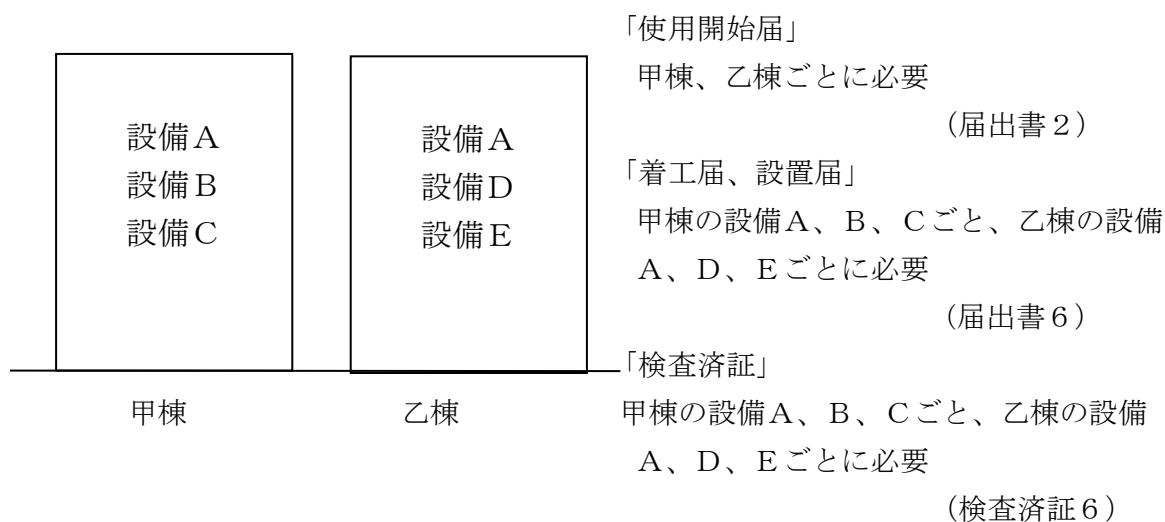 設備A
設備B
設備C
設備A
設備D
設備E
甲棟
乙棟
「使用開始届」
甲棟、乙棟ごとに必要
（届出書２）
「着工届、設置届」
甲棟の設備A、B、Cごと、乙棟の設備
A、D、Eごとに必要
（届出書６）
「検査済証」
甲棟の設備A、B、Cごと、乙棟の設備
A、D、Eごとに必要
（検査済証６）